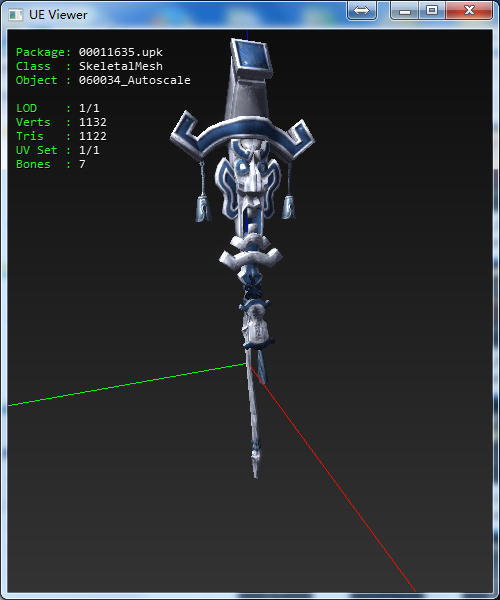 UE Viewer
Package: 00011635.upk
Class  : SkeletalMesh
Object : 060034_Autoscale
LOD    : 1/1
Verts  : 1132
Tris   : 1122
UV Set : 1/1
Bones  : 7